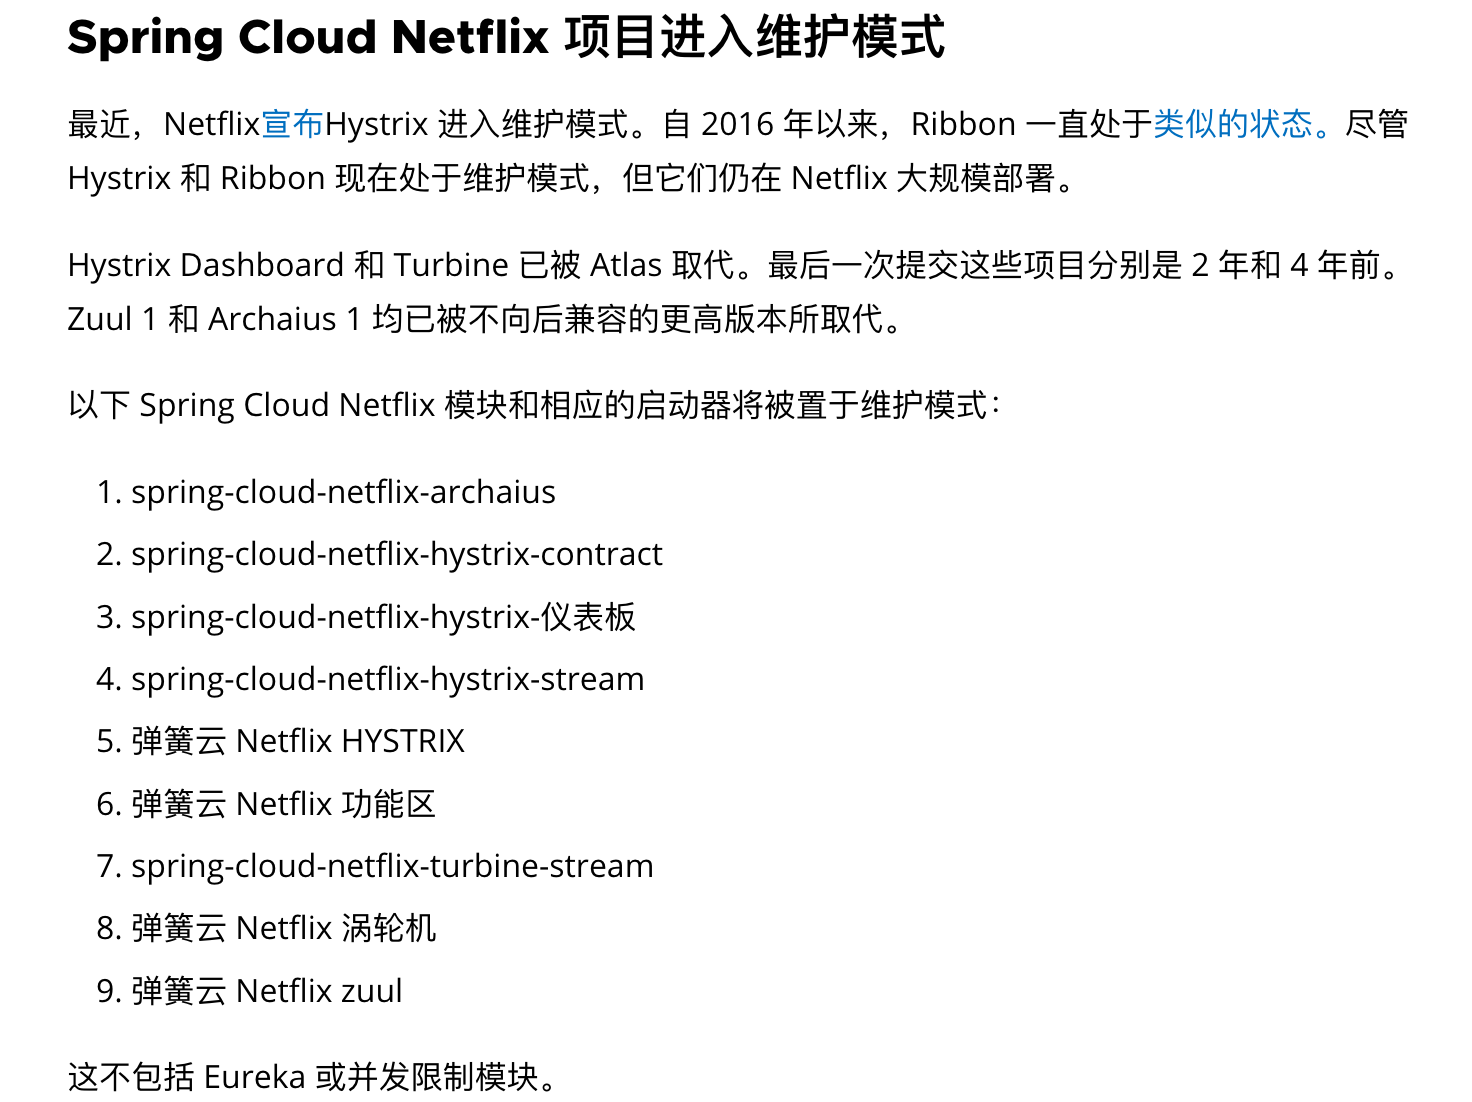 Spring Cloud Netflix 项目进入维护模式
最近，Netflix宣布Hystrix 进入维护模式。自 2016 年以来，Ribbon 一直处于类似的状态。尽管
Hystrix 和 Ribbon 现在处于维护模式，但它们仍在 Netflix 大规模部署。
Hystrix Dashboard 和 Turbine 已被 Atlas 取代。最后一次提交这些项目分别是 2 年和 4 年前。
Zuul 1 和 Archaius 1 均已被不向后兼容的更高版本所取代。
以下 Spring Cloud Netflix 模块和相应的启动器将被置于维护模式：
1. spring-cloud-netflix-archaius
2. spring-cloud-netflix-hystrix-contract
3. spring-cloud-netflix-hystrix-仪表板
4. spring-cloud-netflix-hystrix-stream
5. 弹簧云 Netflix HYSTRIX
6. 弹簧云 Netflix 功能区
7. spring-cloud-netflix-turbine-stream
8. 弹簧云 Netflix 涡轮机
9. 弹簧云 Netflix zuul
这不包括 Eureka 或并发限制模块。